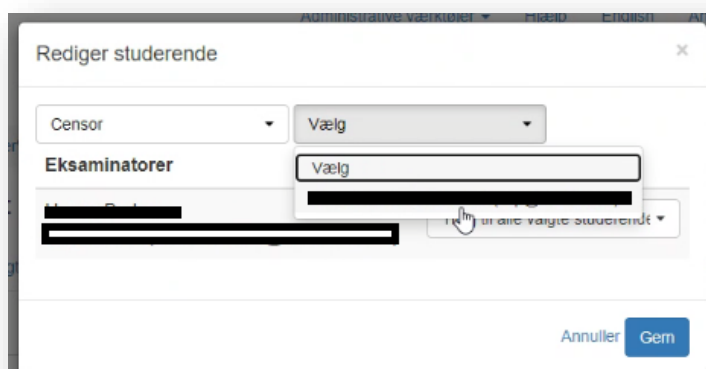 Administrative værktøjer Hjælp English
Rediger studerende ×
Censor Vælg
Eksaminatorer Vælg
til alle valgte studerende
Annuller Gem